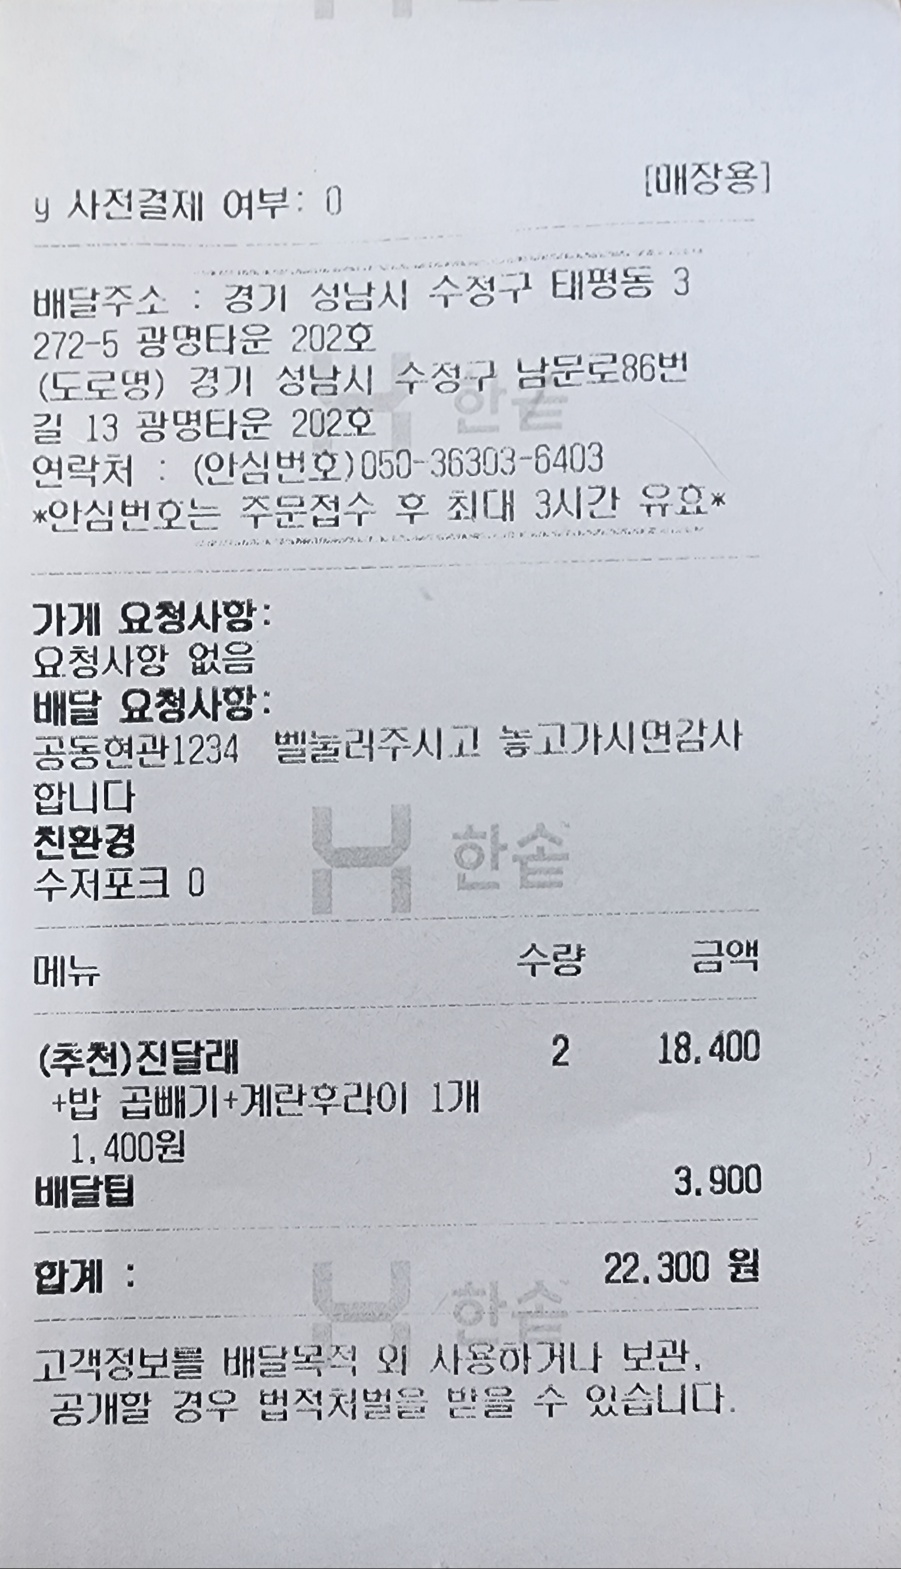 [매장용]
y 사전결제 여부: 0
배달주소 : 경기 성남시 수정구 태평동 3
272-5 광명타운 202호
(도로명) 경기 성남시 수정구 남문로86번
길 13 광명타운 202호
연락처 : (안심번호)050-36303-6403
*안심번호는 주문접수 후 최대 3시간 유효*
가게 요청사항:
요청사항 없음
배달 요청사항:
공동현관1234 벨눌러주시고 놓고가시면감사
합니다
친환경
수저포크 0
한솥
메뉴 수량 금액
(추천)진달래 2 18,400
+밥 곱빼기+계란후라이 1개
1,400원
배달팁 3,900
합계 : 22,300 원
한솥
고객정보를 배달목적 외 사용하거나 보관,
공개할 경우 법적처벌을 받을 수 있습니다.